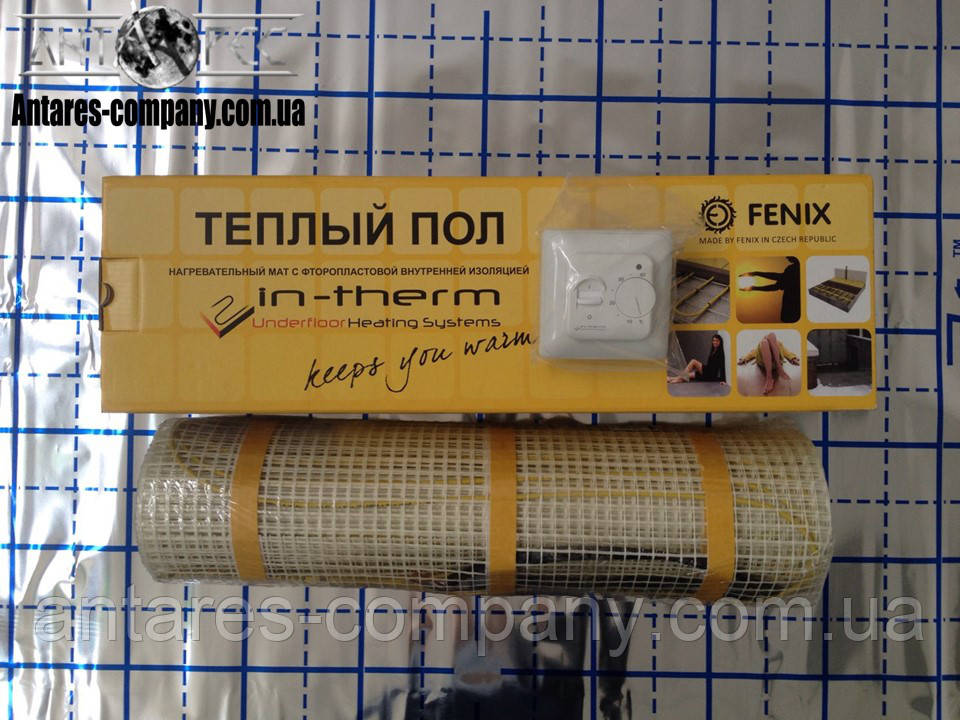 АНТАРЕС
Antares-company.com.ua
ТЕПЛЫЙ ПОЛ
НАГРЕВАТЕЛЬНЫЙ МАТ С ФТОРОПЛАСТОВОЙ ВНУТРЕННЕЙ ИЗОЛЯЦИЕЙ
in-therm
Underfloor Heating Systems
keeps you warm
FENIX
MADE BY FENIX IN CZECH REPUBLIC
antares-company.com.ua